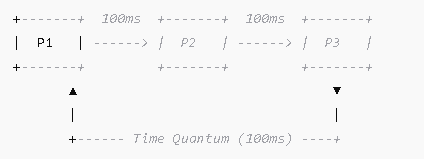 +-------+  100ms  +-------+  100ms  +-------+
|  P1   | ------> |  P2   | ------> |  P3   |
+-------+         +-------+         +-------+
▲ ▼
| |
+------ Time Quantum (100ms) ----+